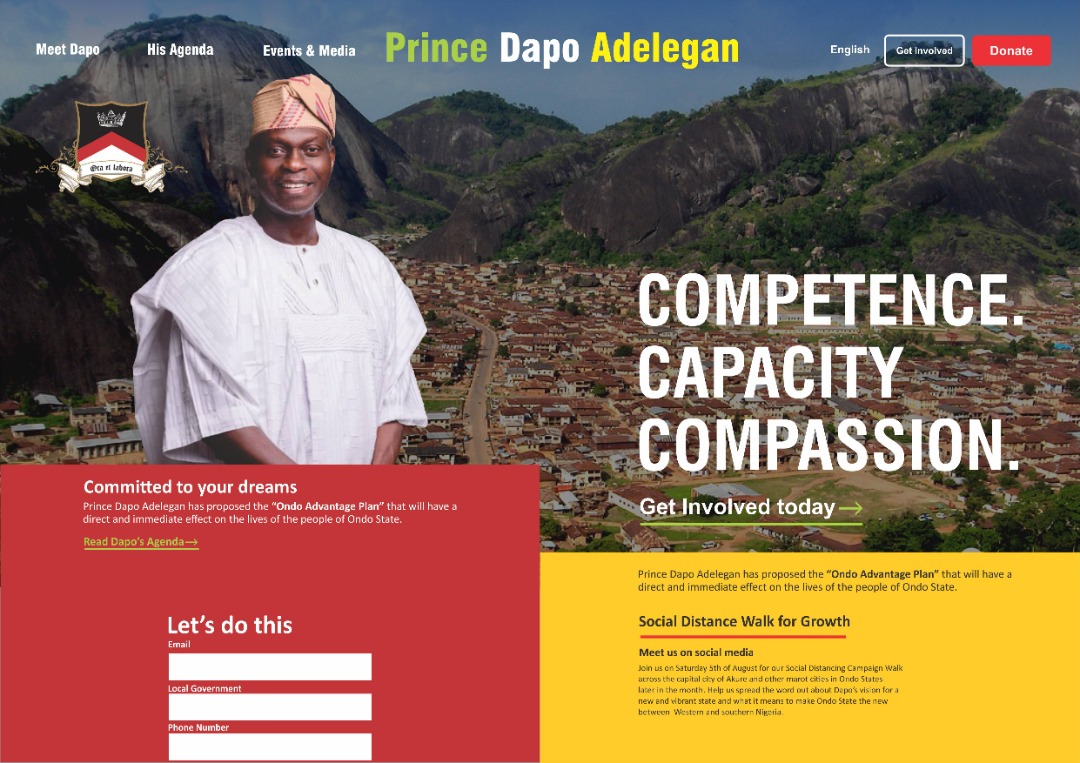 Meet Dapo
His Agenda
Events & Media
Prince Dapo Adelegan
English
Get Involved
Donate
Ora et labora
COMPETENCE.
CAPACITY
COMPASSION.
Get Involved today→
Committed to your dreams
Prince Dapo Adelegan has proposed the “Ondo Advantage Plan” that will have a
direct and immediate effect on the lives of the people of Ondo State.
Read Dapo’s Agenda→
Let’s do this
Email
Local Government
Phone Number
Prince Dapo Adelegan has proposed the “Ondo Advantage Plan” that will have a
direct and immediate effect on the lives of the people of Ondo State.
Social Distance Walk for Growth
Meet us on social media
Join us on Saturday 5th of August for our Social Distancing Campaign Walk
across the capital city of Akure and other marot cities in Ondo States
later in the month. Help us spread the word out about Dapo’s vision for a
new and vibrant state and what it means to make Ondo State the new
between Western and southern Nigeria.